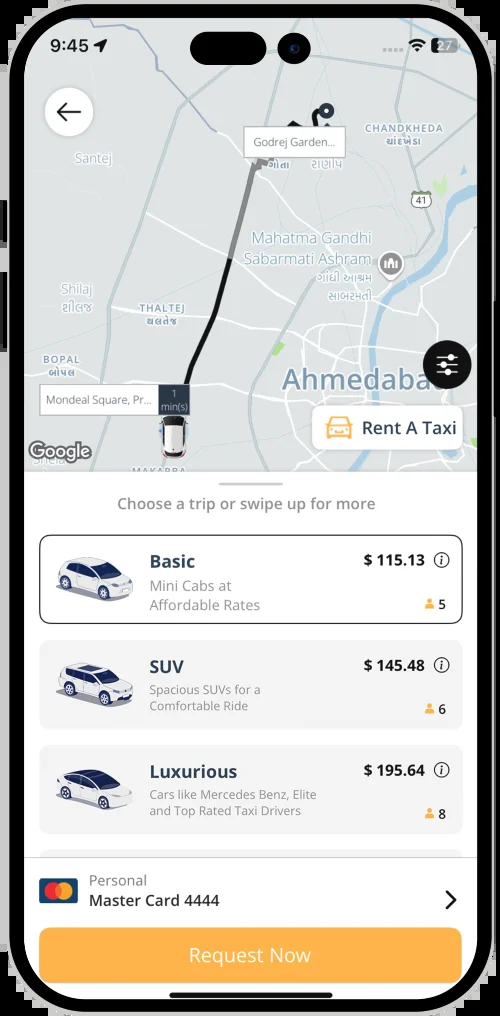 9:45
27
Godrej Garden...
CHANDKHEDA
ચાંદખેડા
ગોતા
રાણીપ
Santej
41
Mahatma Gandhi
Sabarmati Ashram
ગાંધી આશ્રમ
સાબરમતી
Shilaj
શીલજ
THALTEJ
થલતેજ
BOPAL
બોપલ
Ahmedaba
Mondeal Square, Pr...
1
min(s)
Rent A Taxi
Google
Shela
MAKARBA
Choose a trip or swipe up for more
Basic
$ 115.13
Mini Cabs at
Affordable Rates
5
SUV
$ 145.48
Spacious SUVs for a
Comfortable Ride
6
Luxurious
$ 195.64
Cars like Mercedes Benz, Elite
and Top Rated Taxi Drivers
8
Personal
Master Card 4444
Request Now